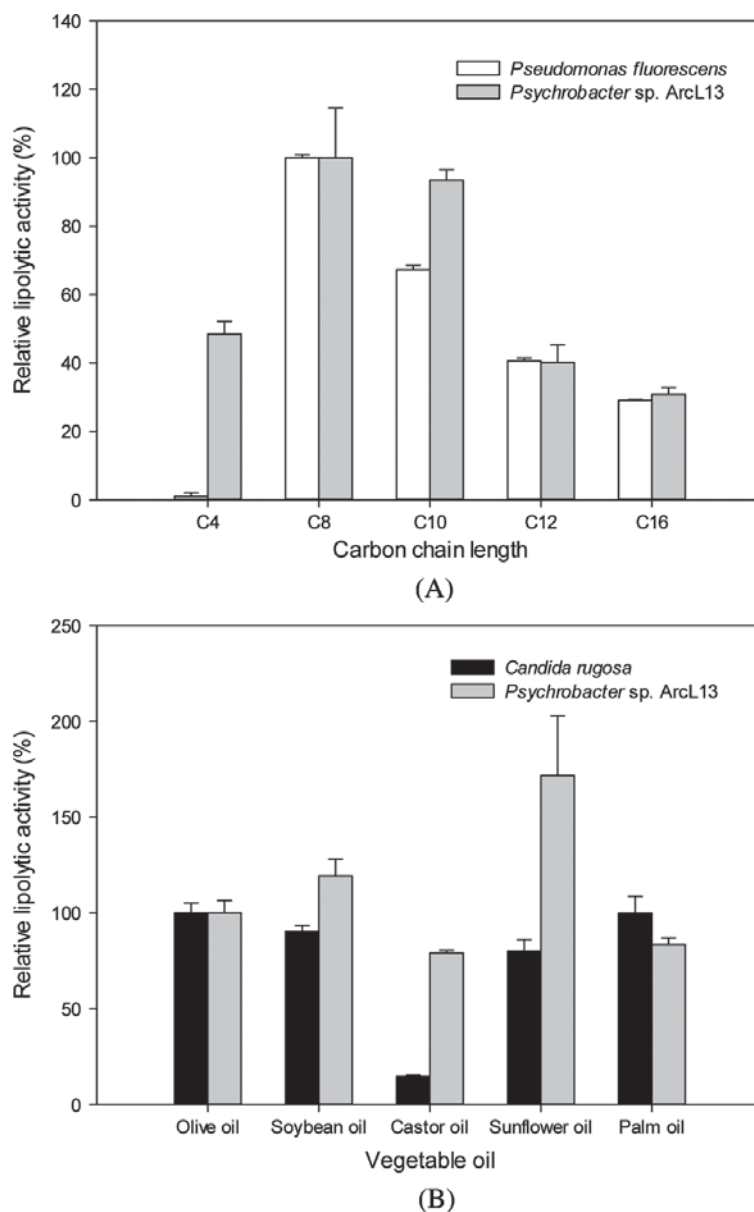 140
120
100
80
60
40
20
0
Relative lipolytic activity (%)
Pseudomonas fluorescens
Psychrobacter sp. ArcL13
C4 C8 C10 C12 C16
Carbon chain length
(A)
250
200
150
100
50
0
Relative lipolytic activity (%)
Candida rugosa
Psychrobacter sp. ArcL13
Olive oil Soybean oil Castor oil Sunflower oil Palm oil
Vegetable oil
(B)